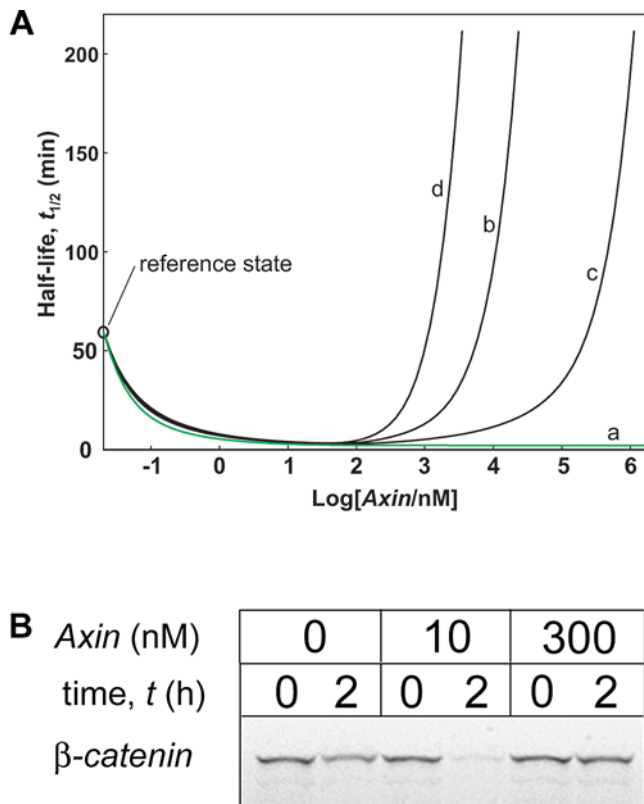 A
Half-life, t1/2 (min)
200
150
100
50
0
reference state
d
b
c
a
-1 0 1 2 3 4 5 6
Log[Axin/nM]
B
Axin (nM) 0 10 300
time, t (h) 0 2 0 2 0 2
β-catenin